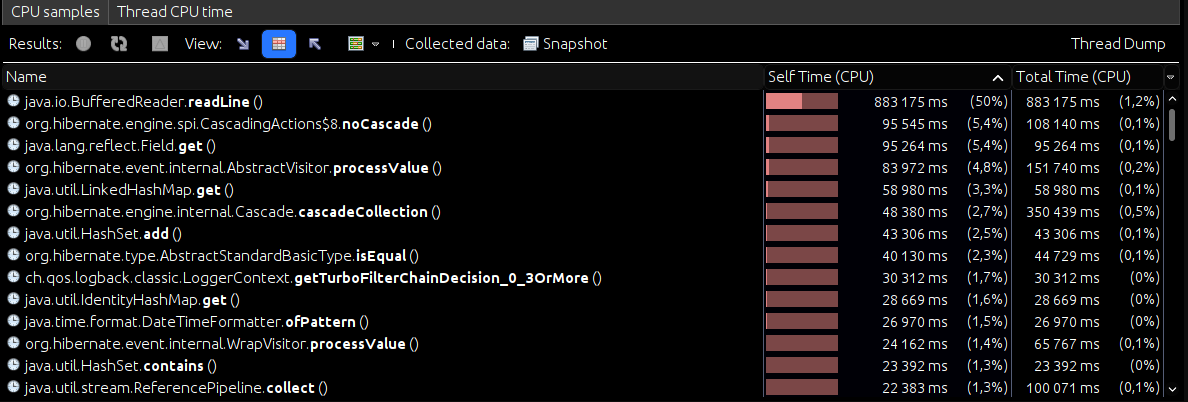 CPU samples Thread CPU time
Results: View: Collected data: Snapshot Thread Dump
Name Self Time (CPU) Total Time (CPU)
java.io.BufferedReader.readLine () 883 175 ms (50%) 883 175 ms (1,2%)
org.hibernate.engine.spi.CascadingActions$8.noCascade () 95 545 ms (5,4%) 108 140 ms (0,1%)
java.lang.reflect.Field.get () 95 264 ms (5,4%) 95 264 ms (0,1%)
org.hibernate.event.internal.AbstractVisitor.processValue () 83 972 ms (4,8%) 151 740 ms (0,2%)
java.util.LinkedHashMap.get () 58 980 ms (3,3%) 58 980 ms (0,1%)
org.hibernate.engine.internal.Cascade.cascadeCollection () 48 380 ms (2,7%) 350 439 ms (0,5%)
java.util.HashSet.add () 43 306 ms (2,5%) 43 306 ms (0,1%)
org.hibernate.type.AbstractStandardBasicType.isEqual () 40 130 ms (2,3%) 44 729 ms (0,1%)
ch.qos.logback.classic.LoggerContext.getTurboFilterChainDecision_0_3OrMore () 30 312 ms (1,7%) 30 312 ms (0%)
java.util.IdentityHashMap.get () 28 669 ms (1,6%) 28 669 ms (0%)
java.time.format.DateTimeFormatter.ofPattern () 26 970 ms (1,5%) 26 970 ms (0%)
org.hibernate.event.internal.WrapVisitor.processValue () 24 162 ms (1,4%) 65 767 ms (0,1%)
java.util.HashSet.contains () 23 392 ms (1,3%) 23 392 ms (0%)
java.util.stream.ReferencePipeline.collect () 22 383 ms (1,3%) 100 071 ms (0,1%)